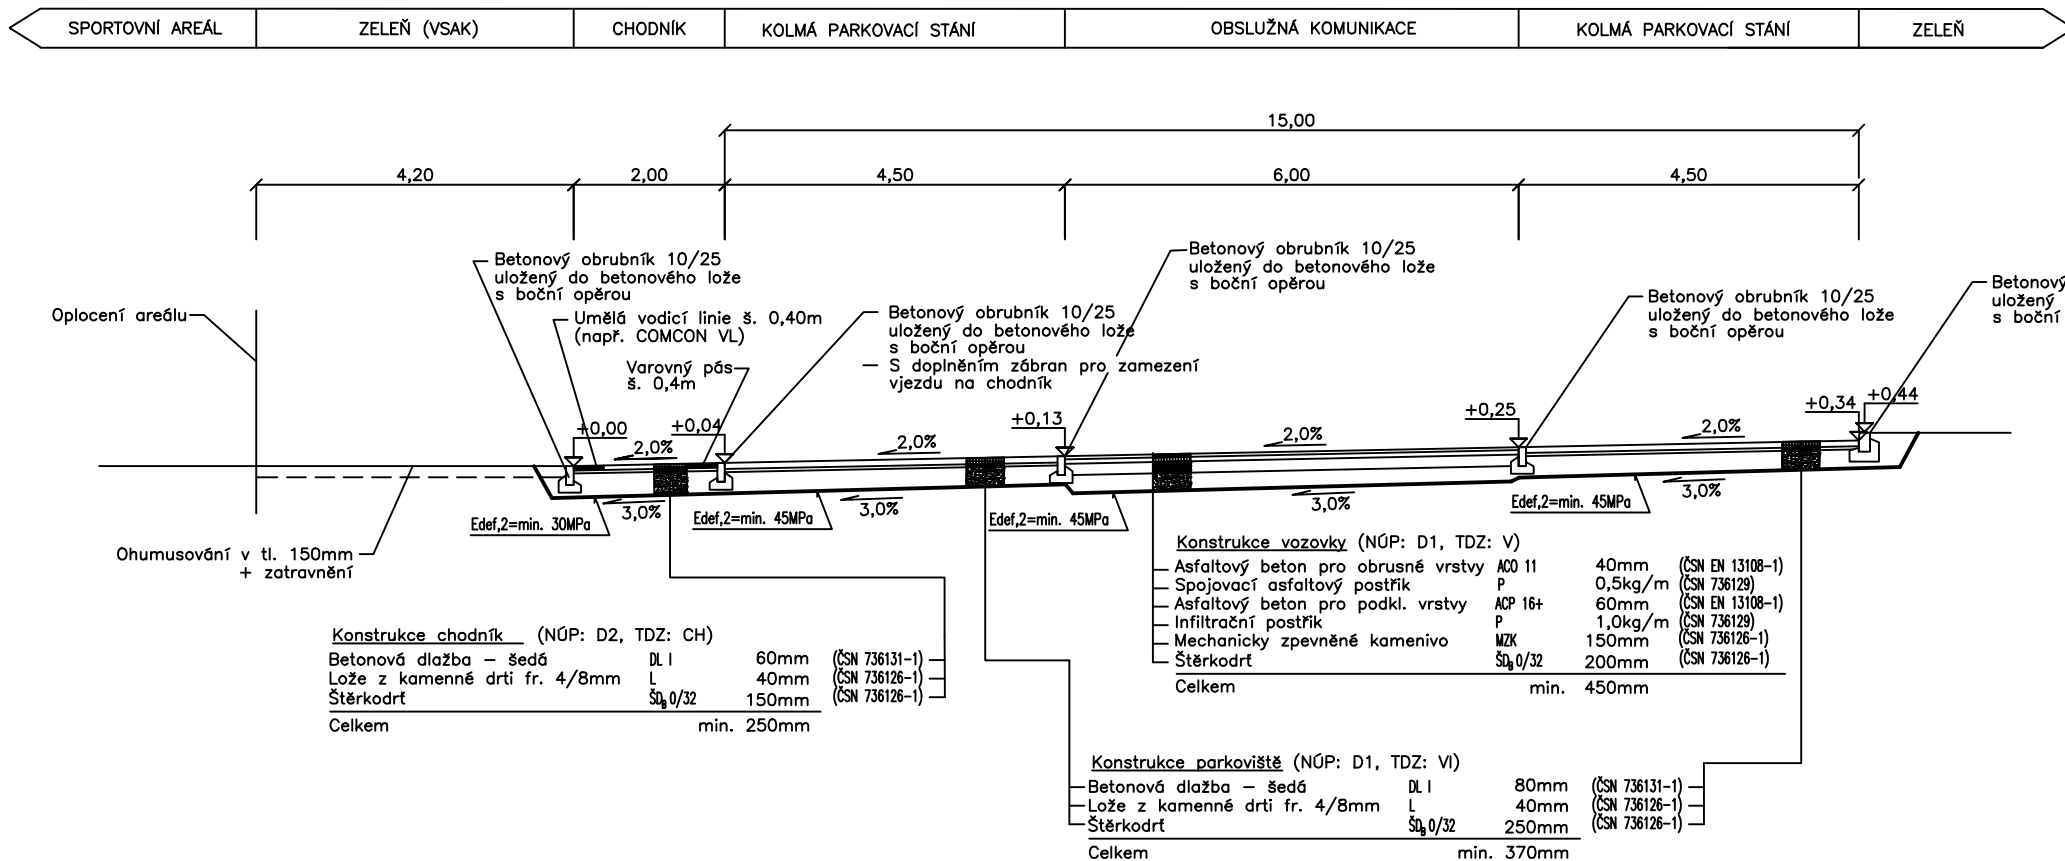 SPORTOVNÍ AREÁL
ZELEŇ (VSAK)
CHODNÍK
KOLMÁ PARKOVACÍ STÁNÍ
OBSLUŽNÁ KOMUNIKACE
KOLMÁ PARKOVACÍ STÁNÍ
ZELEŇ
15,00
4,20
2,00
4,50
6,00
4,50
Betonový obrubník 10/25
uložený do betonového lože
s boční opěrou
Umělá vodicí linie š. 0,40m
(např. COMCON VL)
Varovný pás
š. 0,4m
Oplocení areálu
Betonový obrubník 10/25
uložený do betonového lože
s boční opěrou
— S doplněním zábran pro zamezení
vjezdu na chodník
Betonový obrubník 10/25
uložený do betonového lože
s boční opěrou
Betonový obrubník 10/25
uložený do betonového lože
s boční opěrou
Betonový
uložený
s boční
+0,00
+0,04
+0,13
+0,25
+0,34
+0,44
2,0%
2,0%
2,0%
2,0%
3,0%
3,0%
3,0%
3,0%
Edef,2=min. 30MPa
Edef,2=min. 45MPa
Edef,2=min. 45MPa
Edef,2=min. 45MPa
Ohumusování v tl. 150mm
+ zatravnění
Konstrukce chodník (NÚP: D2, TDZ: CH)
Betonová dlažba – šedá DL I 60mm (ČSN 736131-1)
Lože z kamenné drti fr. 4/8mm L 40mm (ČSN 736126-1)
Štěrkodrť ŠDB 0/32 150mm (ČSN 736126-1)
Celkem min. 250mm
Konstrukce vozovky (NÚP: D1, TDZ: V)
Asfaltový beton pro obrusné vrstvy ACO 11 40mm (ČSN EN 13108-1)
Spojovací asfaltový postřik P 0,5kg/m (ČSN 736129)
Asfaltový beton pro podkl. vrstvy ACP 16+ 60mm (ČSN EN 13108-1)
Infiltrační postřik P 1,0kg/m (ČSN 736129)
Mechanicky zpevněné kamenivo MZK 150mm (ČSN 736126-1)
Štěrkodrť ŠDB 0/32 200mm (ČSN 736126-1)
Celkem min. 450mm
Konstrukce parkoviště (NÚP: D1, TDZ: VI)
Betonová dlažba – šedá DL I 80mm (ČSN 736131-1)
Lože z kamenné drti fr. 4/8mm L 40mm (ČSN 736126-1)
Štěrkodrť ŠDB 0/32 250mm (ČSN 736126-1)
Celkem min. 370mm